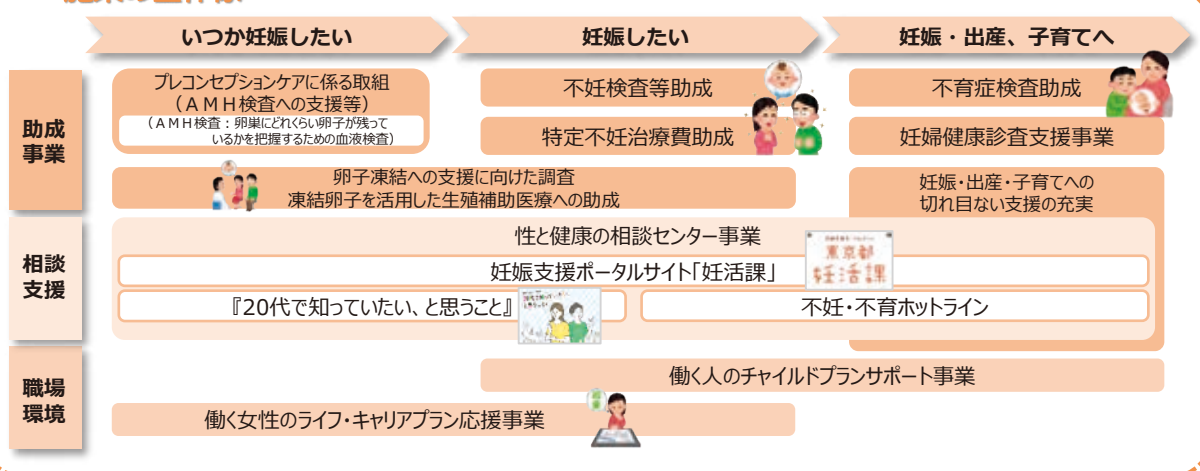 いつか妊娠したい
妊娠したい
妊娠・出産、子育てへ
助成
事業
プレコンセプションケアに係る取組
(AMH検査への支援等)
(AMH検査:卵巣にどれくらい卵子が残って
いるかを把握するための血液検査)
不妊検査等助成
特定不妊治療費助成
不育症検査助成
妊婦健康診査支援事業
卵子凍結への支援に向けた調査
凍結卵子を活用した生殖補助医療への助成
妊娠・出産・子育てへの
切れ目ない支援の充実
相談
支援
性と健康の相談センター事業
妊娠支援ポータルサイト「妊活課」
東京都
妊活課
『20代で知っていたい、と思うこと』
不妊・不育ホットライン
職場
環境
働く人のチャイルドプランサポート事業
働く女性のライフ・キャリアプラン応援事業